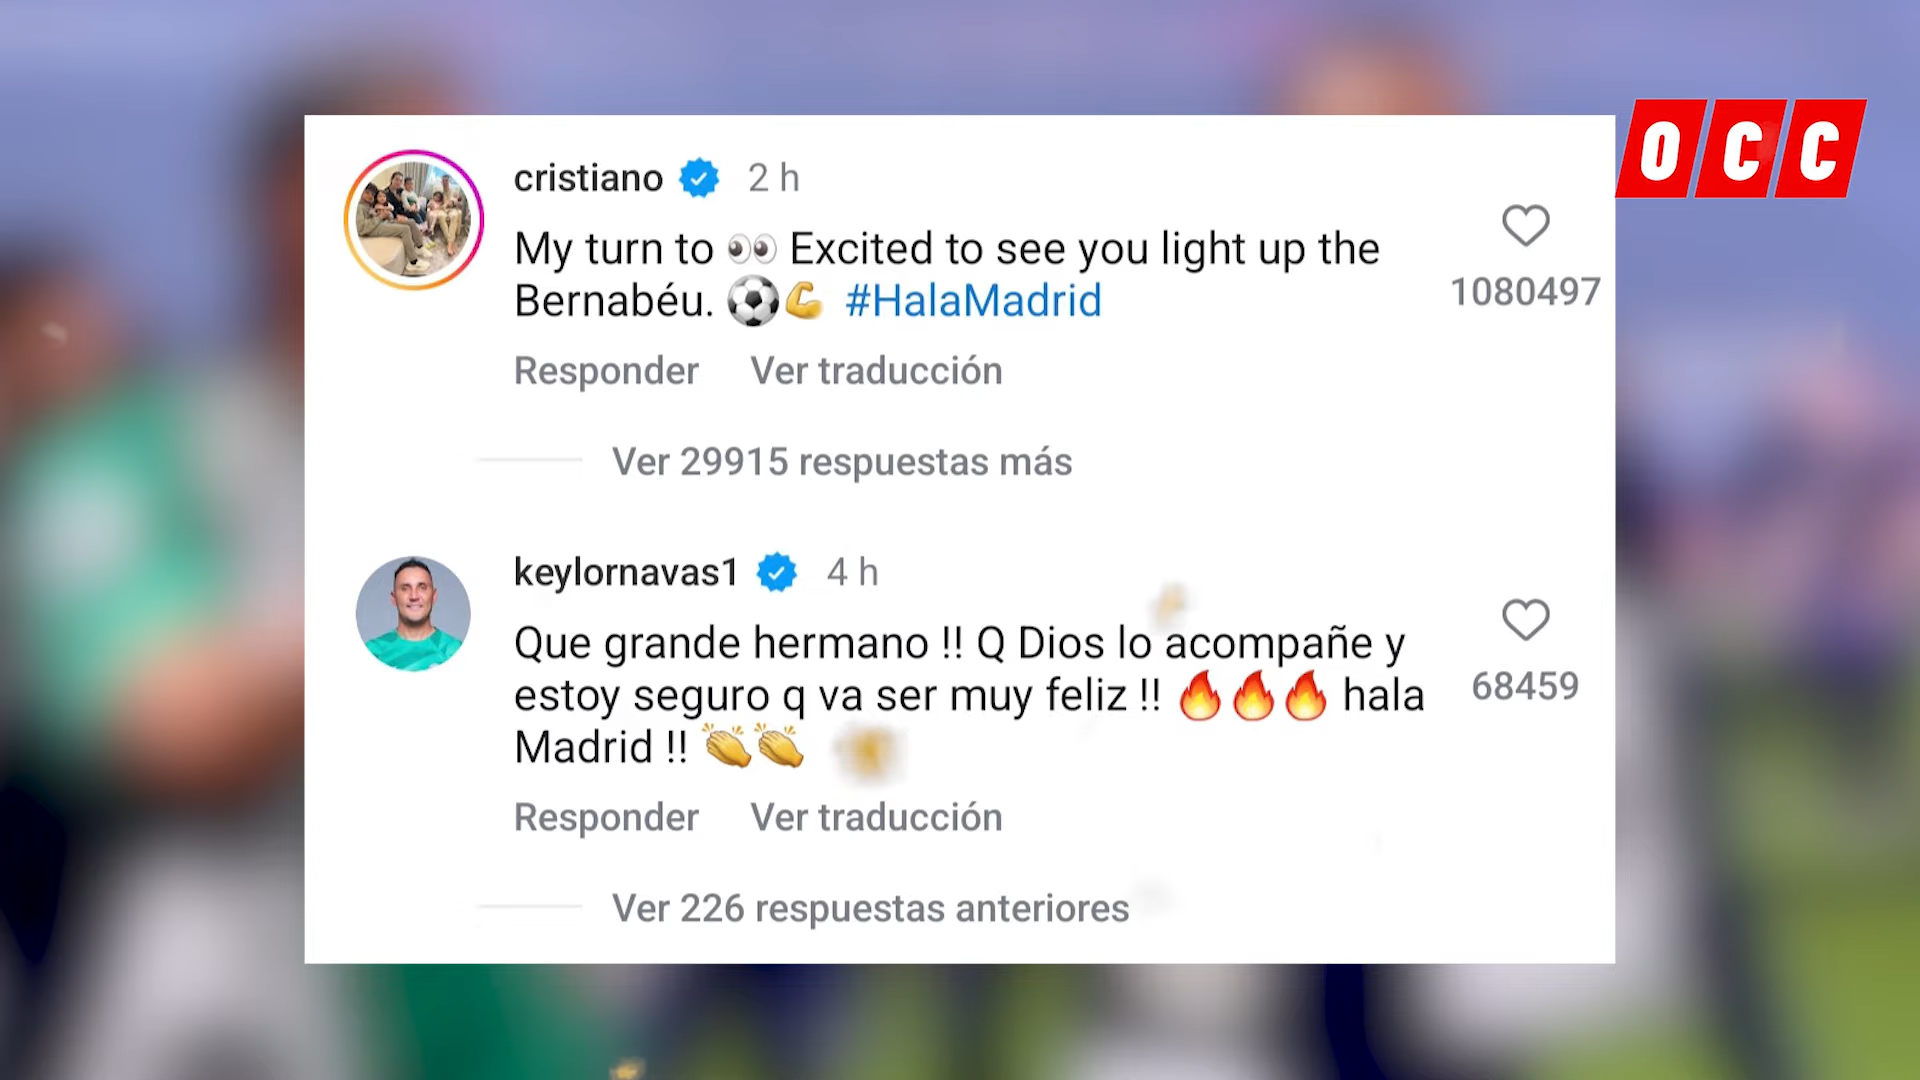 OCC
cristiano 2 h
My turn to 👀 Excited to see you light up the
Bernabéu. ⚽💪 #HalaMadrid
1080497
Responder Ver traducción
Ver 29915 respuestas más
keylornavas1 4 h
Que grande hermano !! Q Dios lo acompañe y
estoy seguro q va ser muy feliz !! 🔥🔥🔥 hala
Madrid !! 👏👏
68459
Responder Ver traducción
Ver 226 respuestas anteriores